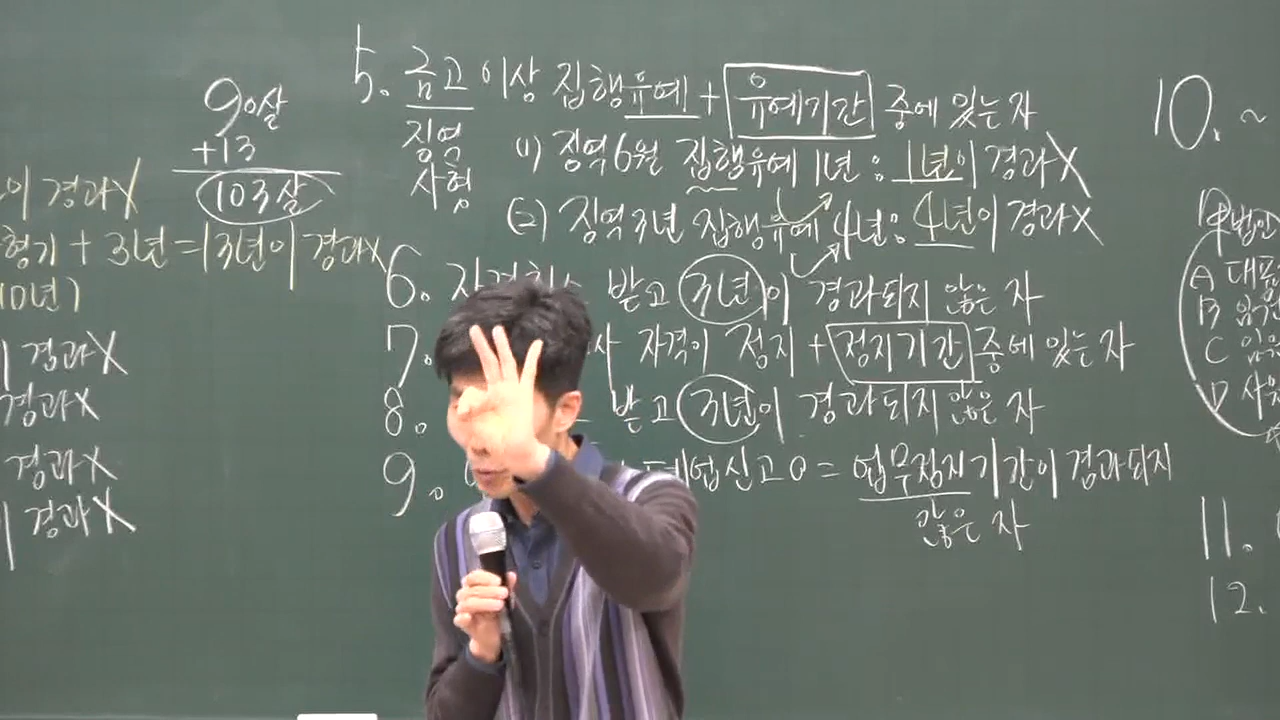 90살
+13
103살
이 경과X
형기 + 3년 = 13년이 경과X
10년)
경과X
경과X
경과X
경과X
5. 금고 이상 집행유예 + 유예기간 중에 있는 자
징역
사형
(1) 징역6월 집행유예 1년 : 1년이 경과X
(2) 징역3년 집행유예 4년 : 4년이 경과X
6. 받고 3년이 경과되지 않은 자
7. 자격이 정지 + 정지기간 중에 있는 자
8. 받고 3년이 경과되지 않은 자
9. 폐업신고 0 = 업무정지기간이 경과되지
않은 자
10. ~
법인
A 대표
B 임원
C 임원
D 사원
11.
12.